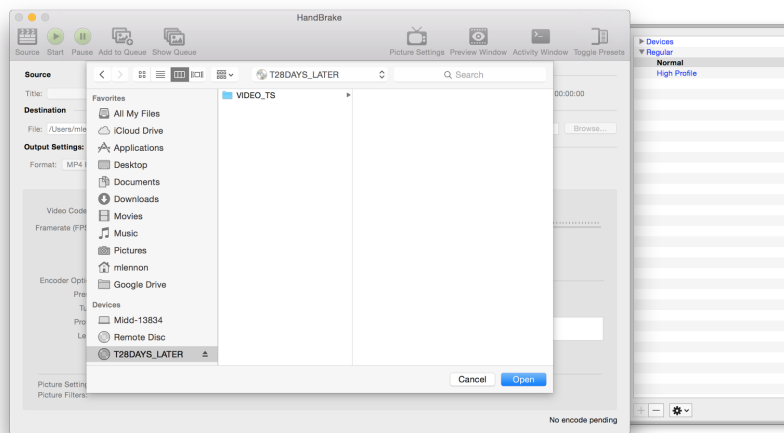 HandBrake
Source Start Pause Add to Queue Show Queue Picture Settings Preview Window Activity Window Toggle Presets
Source
T28DAYS_LATER
Search
Title:
00:00:00
Destination
File: /Users/mle
Browse...
Output Settings:
Format: MP4
Video Code
Framerate (FPS
Encoder Opti
Pre
Tu
Pro
Le
Picture Setting
Picture Filters:
Favorites
All My Files
iCloud Drive
Applications
Desktop
Documents
Downloads
Movies
Music
Pictures
mlennon
Google Drive
Devices
Midd-13834
Remote Disc
T28DAYS_LATER
VIDEO_TS
Cancel Open
No encode pending
Devices
Regular
Normal
High Profile